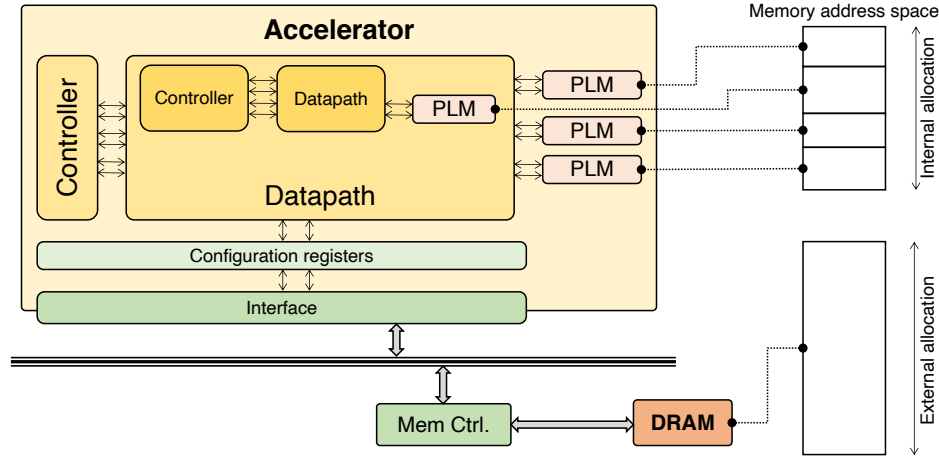 Memory address space
Accelerator
Controller
Controller
Datapath
PLM
PLM
PLM
PLM
Datapath
Configuration registers
Interface
Mem Ctrl.
DRAM
Internal allocation
External allocation